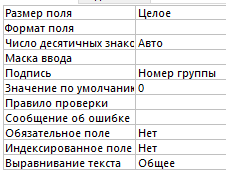 Размер поля Целое
Формат поля
Число десятичных знакс Авто
Маска ввода
Подпись Номер группы
Значение по умолчанию 0
Правило проверки
Сообщение об ошибке
Обязательное поле Нет
Индексированное поле Нет
Выравнивание текста Общее